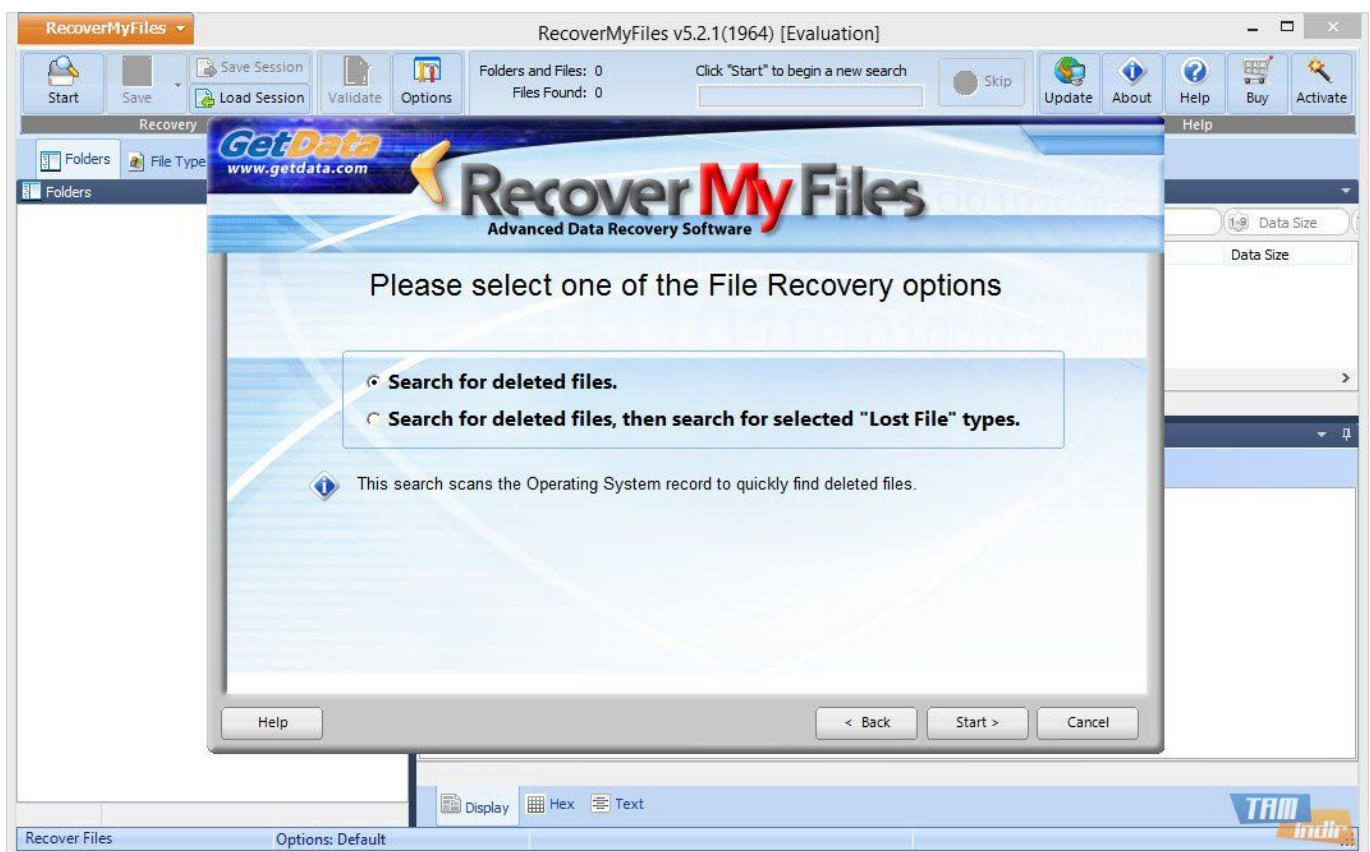 RecoverMyFiles
RecoverMyFiles v5.2.1(1964) [Evaluation]
Start
Save
Save Session
Load Session
Validate
Options
Folders and Files: 0
Files Found: 0
Click "Start" to begin a new search
Skip
Update
About
Help
Buy
Activate
Recovery
Help
Folders
File Type
Folders
GetData
www.getdata.com
Recover My Files
Advanced Data Recovery Software
1-9 Data Size
Data Size
Please select one of the File Recovery options
Search for deleted files.
Search for deleted files, then search for selected "Lost File" types.
This search scans the Operating System record to quickly find deleted files.
Help
< Back
Start >
Cancel
Display
Hex
Text
TAM
indir
Recover Files
Options: Default